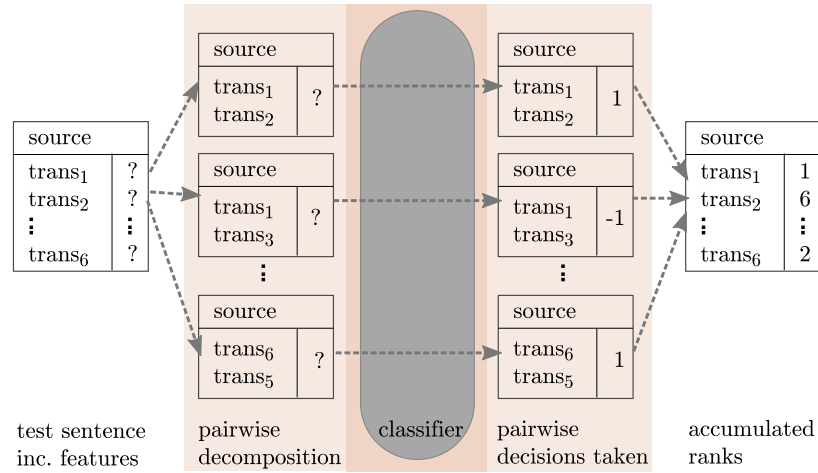 source
trans1 ?
trans2 ?
⋮ ⋮
trans6 ?
test sentence
inc. features
source
trans1
trans2
?
source
trans1
trans3
?
⋮
source
trans6
trans5
?
pairwise
decomposition
classifier
source
trans1
trans2
1
source
trans1
trans3
-1
⋮
source
trans6
trans5
1
pairwise
decisions taken
source
trans1 1
trans2 6
⋮ ⋮
trans6 2
accumulated
ranks